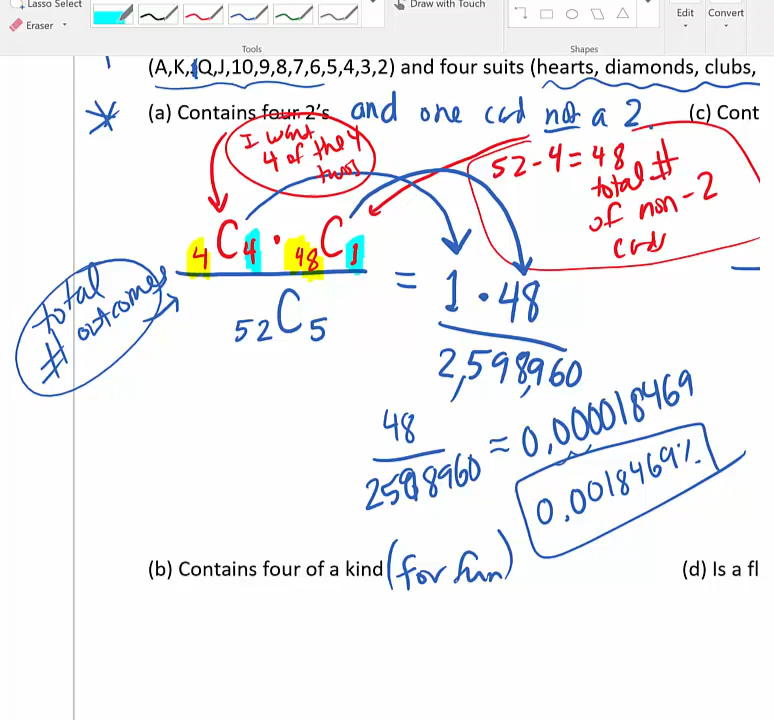 Lasso Select
Eraser
Draw with Touch
Edit
Convert
Tools
Shapes
(A,K,Q,J,10,9,8,7,6,5,4,3,2) and four suits (hearts, diamonds, clubs,
(a) Contains four 2's and one card not a 2. (c) Cont
I want
4 of the 4
twos
52-4=48
total #
of non-2
cards
4C4 · 48C1
52C5
= 1 · 48
2,598,960
total
# outcomes
48
2598960
≈ 0.000018469
0.0018469%
(b) Contains four of a kind (for fun) (d) Is a fl